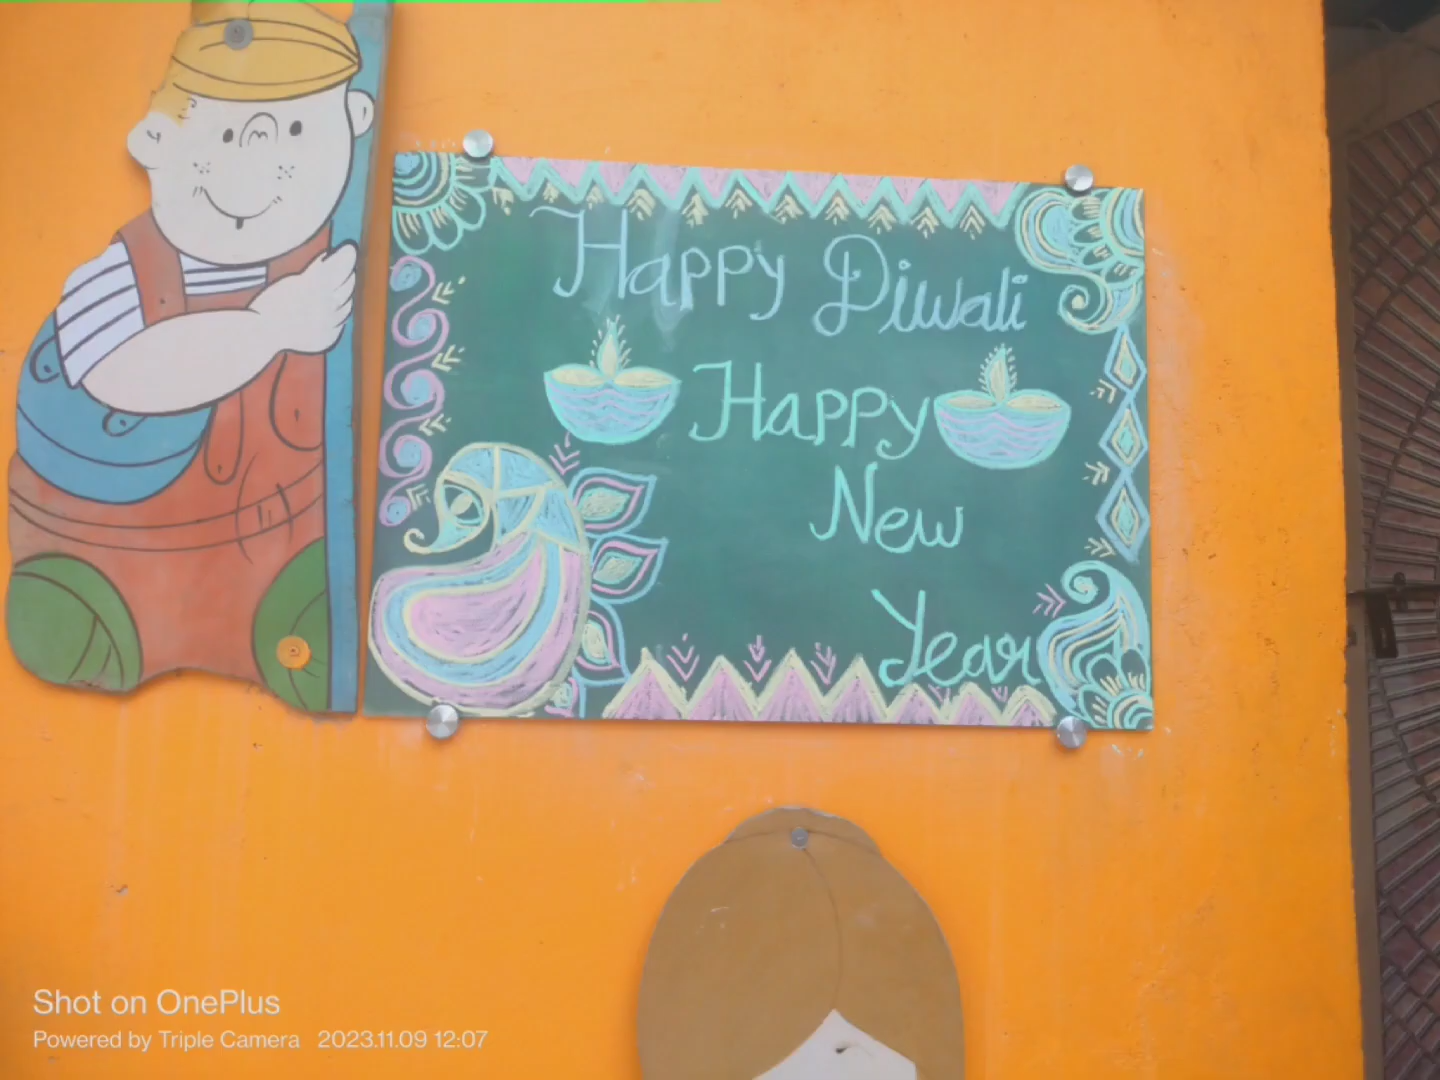 Happy Diwali
Happy
New
Year
Shot on OnePlus
Powered by Triple Camera 2023.11.09 12:07